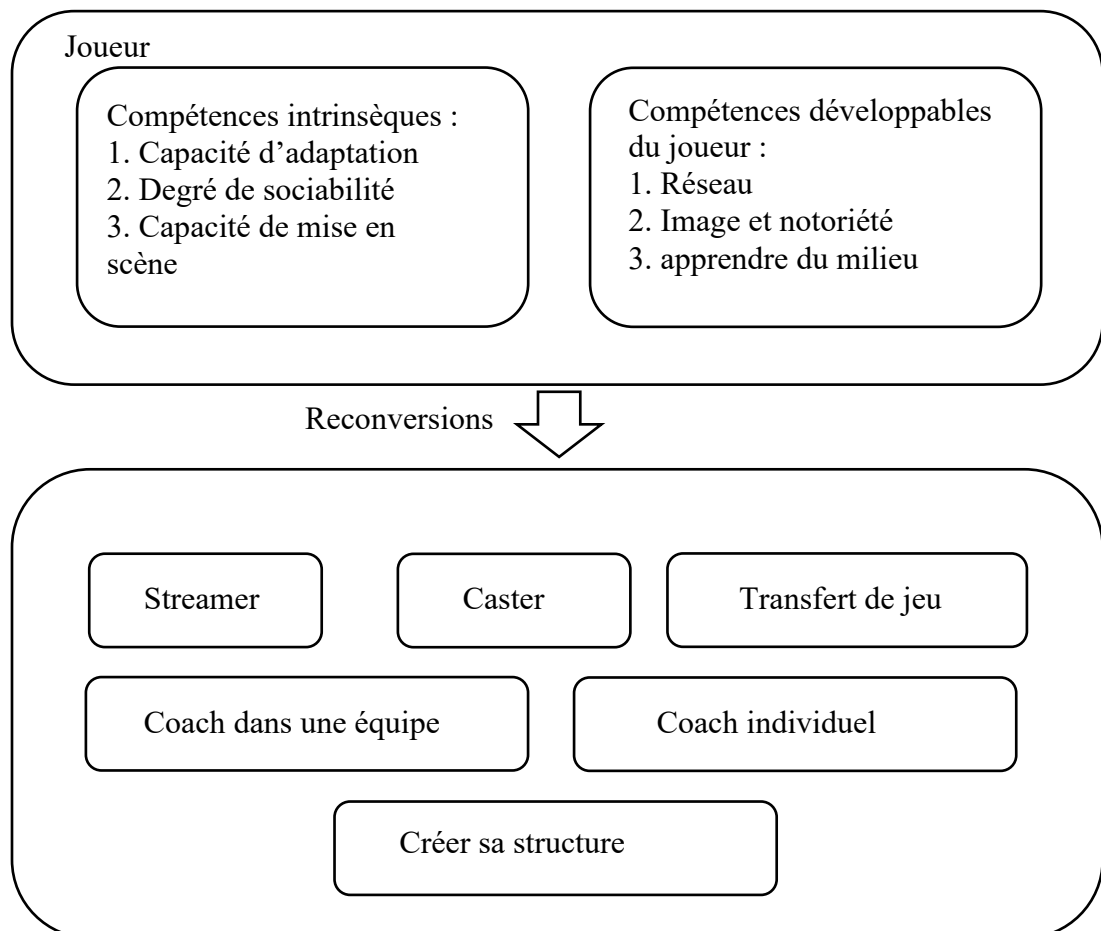 Joueur
Compétences intrinsèques :
1. Capacité d’adaptation
2. Degré de sociabilité
3. Capacité de mise en
scène
Compétences développables
du joueur :
1. Réseau
2. Image et notoriété
3. apprendre du milieu
Reconversions
Streamer
Caster
Transfert de jeu
Coach dans une équipe
Coach individuel
Créer sa structure